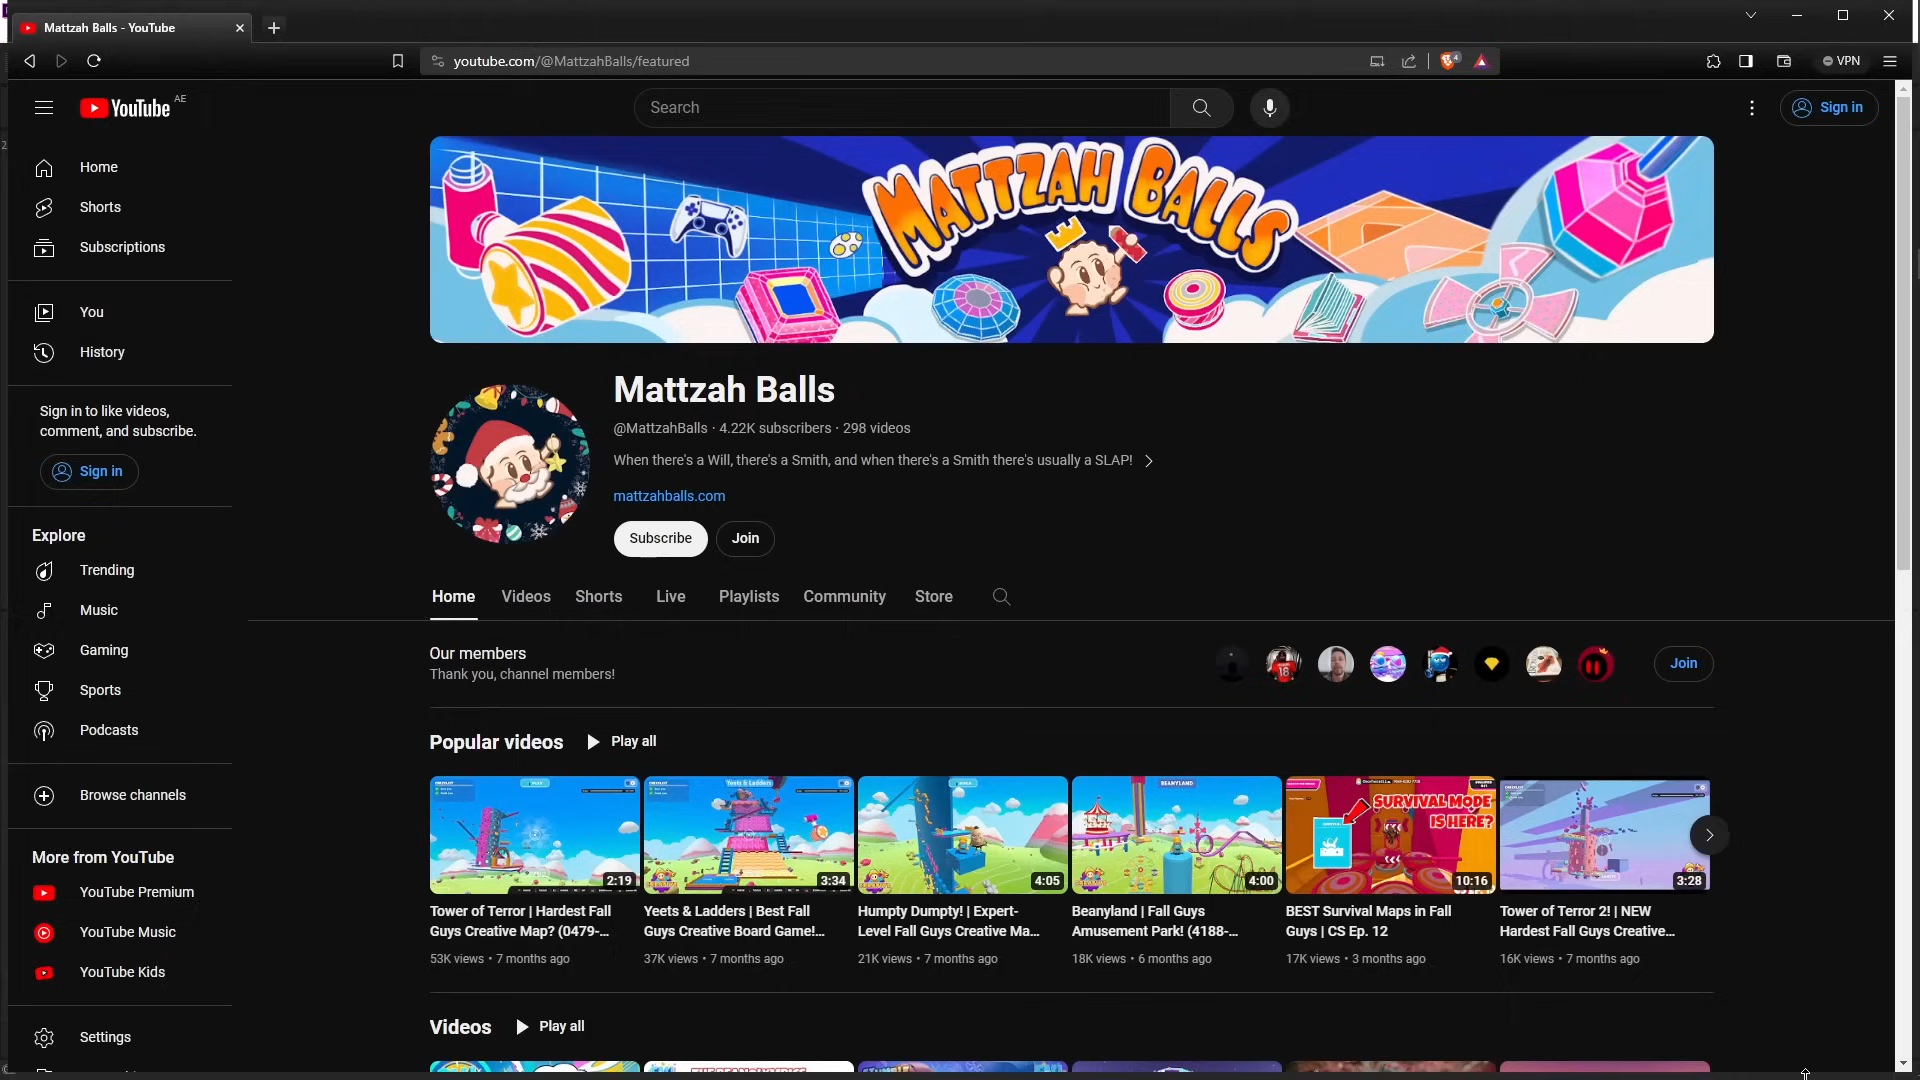 Mattzah Balls - YouTube
youtube.com/@MattzahBalls/featured
4
VPN
YouTube AE
Search
Sign in
Home
Shorts
Subscriptions
You
History
Sign in to like videos,
comment, and subscribe.
Sign in
Explore
Trending
Music
Gaming
Sports
Podcasts
Browse channels
More from YouTube
YouTube Premium
YouTube Music
YouTube Kids
Settings
MATTZAH BALLS
Mattzah Balls
@MattzahBalls · 4.22K subscribers · 298 videos
When there's a Will, there's a Smith, and when there's a Smith there's usually a SLAP!
mattzahballs.com
Subscribe
Join
Home
Videos
Shorts
Live
Playlists
Community
Store
Our members
Thank you, channel members!
18
Join
Popular videos
Play all
2:19
Tower of Terror | Hardest Fall
Guys Creative Map? (0479-...
53K views • 7 months ago
Yeets & Ladders
3:34
Yeets & Ladders | Best Fall
Guys Creative Board Game!...
37K views • 7 months ago
4:05
Humpty Dumpty! | Expert-
Level Fall Guys Creative Ma...
21K views • 7 months ago
BEANYLAND
4:00
Beanyland | Fall Guys
Amusement Park! (4188-...
18K views • 6 months ago
SURVIVAL MODE
IS HERE?
10:16
BEST Survival Maps in Fall
Guys | CS Ep. 12
17K views • 3 months ago
3:28
Tower of Terror 2! | NEW
Hardest Fall Guys Creative...
16K views • 7 months ago
Videos
Play all